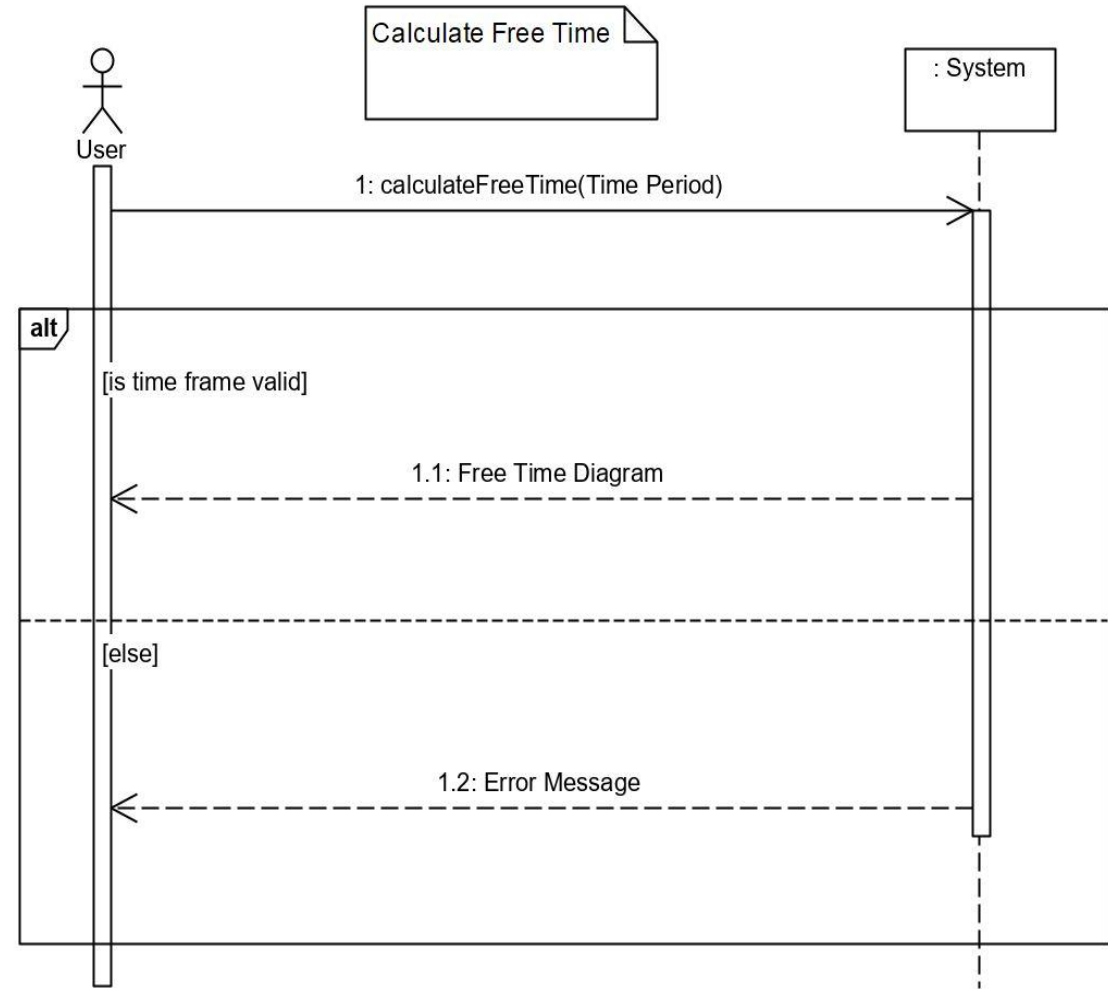 Calculate Free Time
: System
User
1: calculateFreeTime(Time Period)
alt
[is time frame valid]
1.1: Free Time Diagram
[else]
1.2: Error Message